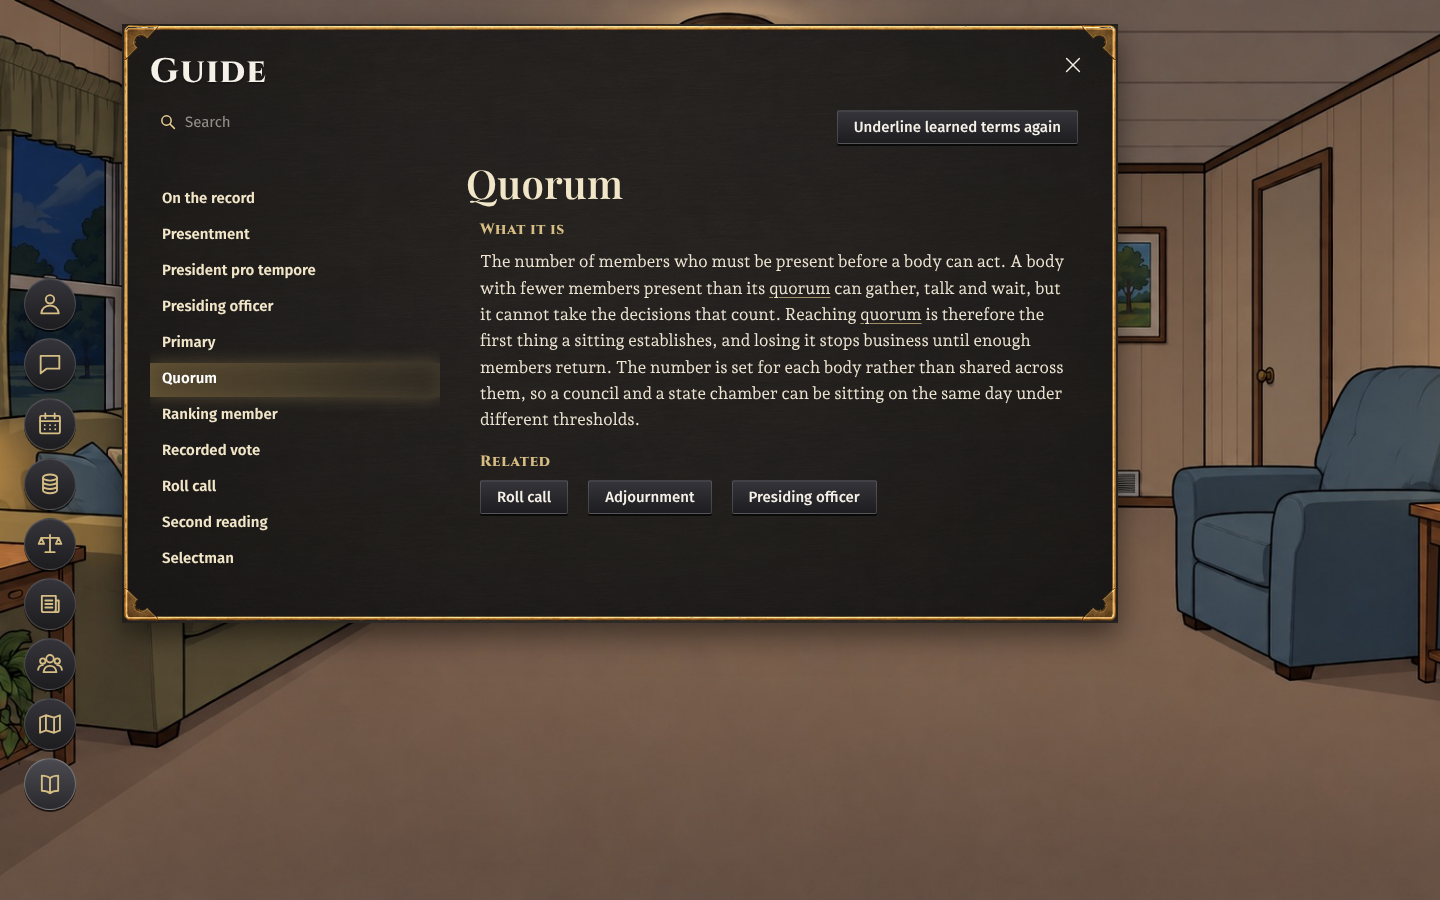 GUIDE
Search
Underline learned terms again
On the record
Presentment
President pro tempore
Presiding officer
Primary
Quorum
Ranking member
Recorded vote
Roll call
Second reading
Selectman
Quorum
WHAT IT IS
The number of members who must be present before a body can act. A body
with fewer members present than its quorum can gather, talk and wait, but
it cannot take the decisions that count. Reaching quorum is therefore the
first thing a sitting establishes, and losing it stops business until enough
members return. The number is set for each body rather than shared across
them, so a council and a state chamber can be sitting on the same day under
different thresholds.
RELATED
Roll call
Adjournment
Presiding officer